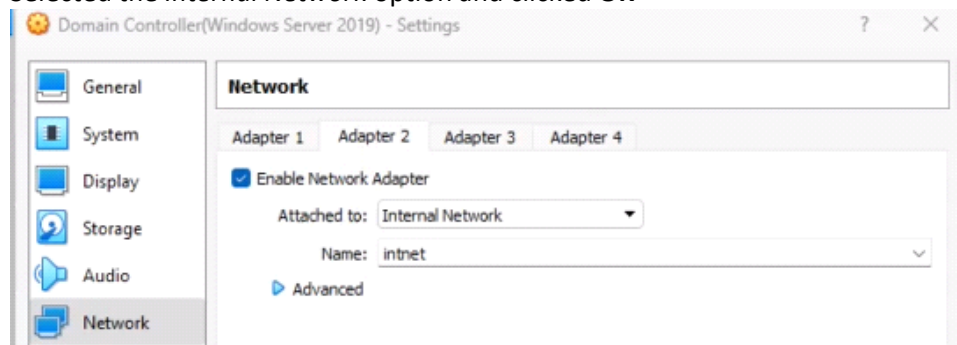 Selected the Internal Network option and clicked OK
Domain Controller(Windows Server 2019) - Settings ? ×
General
Network
System
Adapter 1 Adapter 2 Adapter 3 Adapter 4
Display
Enable Network Adapter
Attached to: Internal Network
Storage
Name: intnet
Audio
Advanced
Network